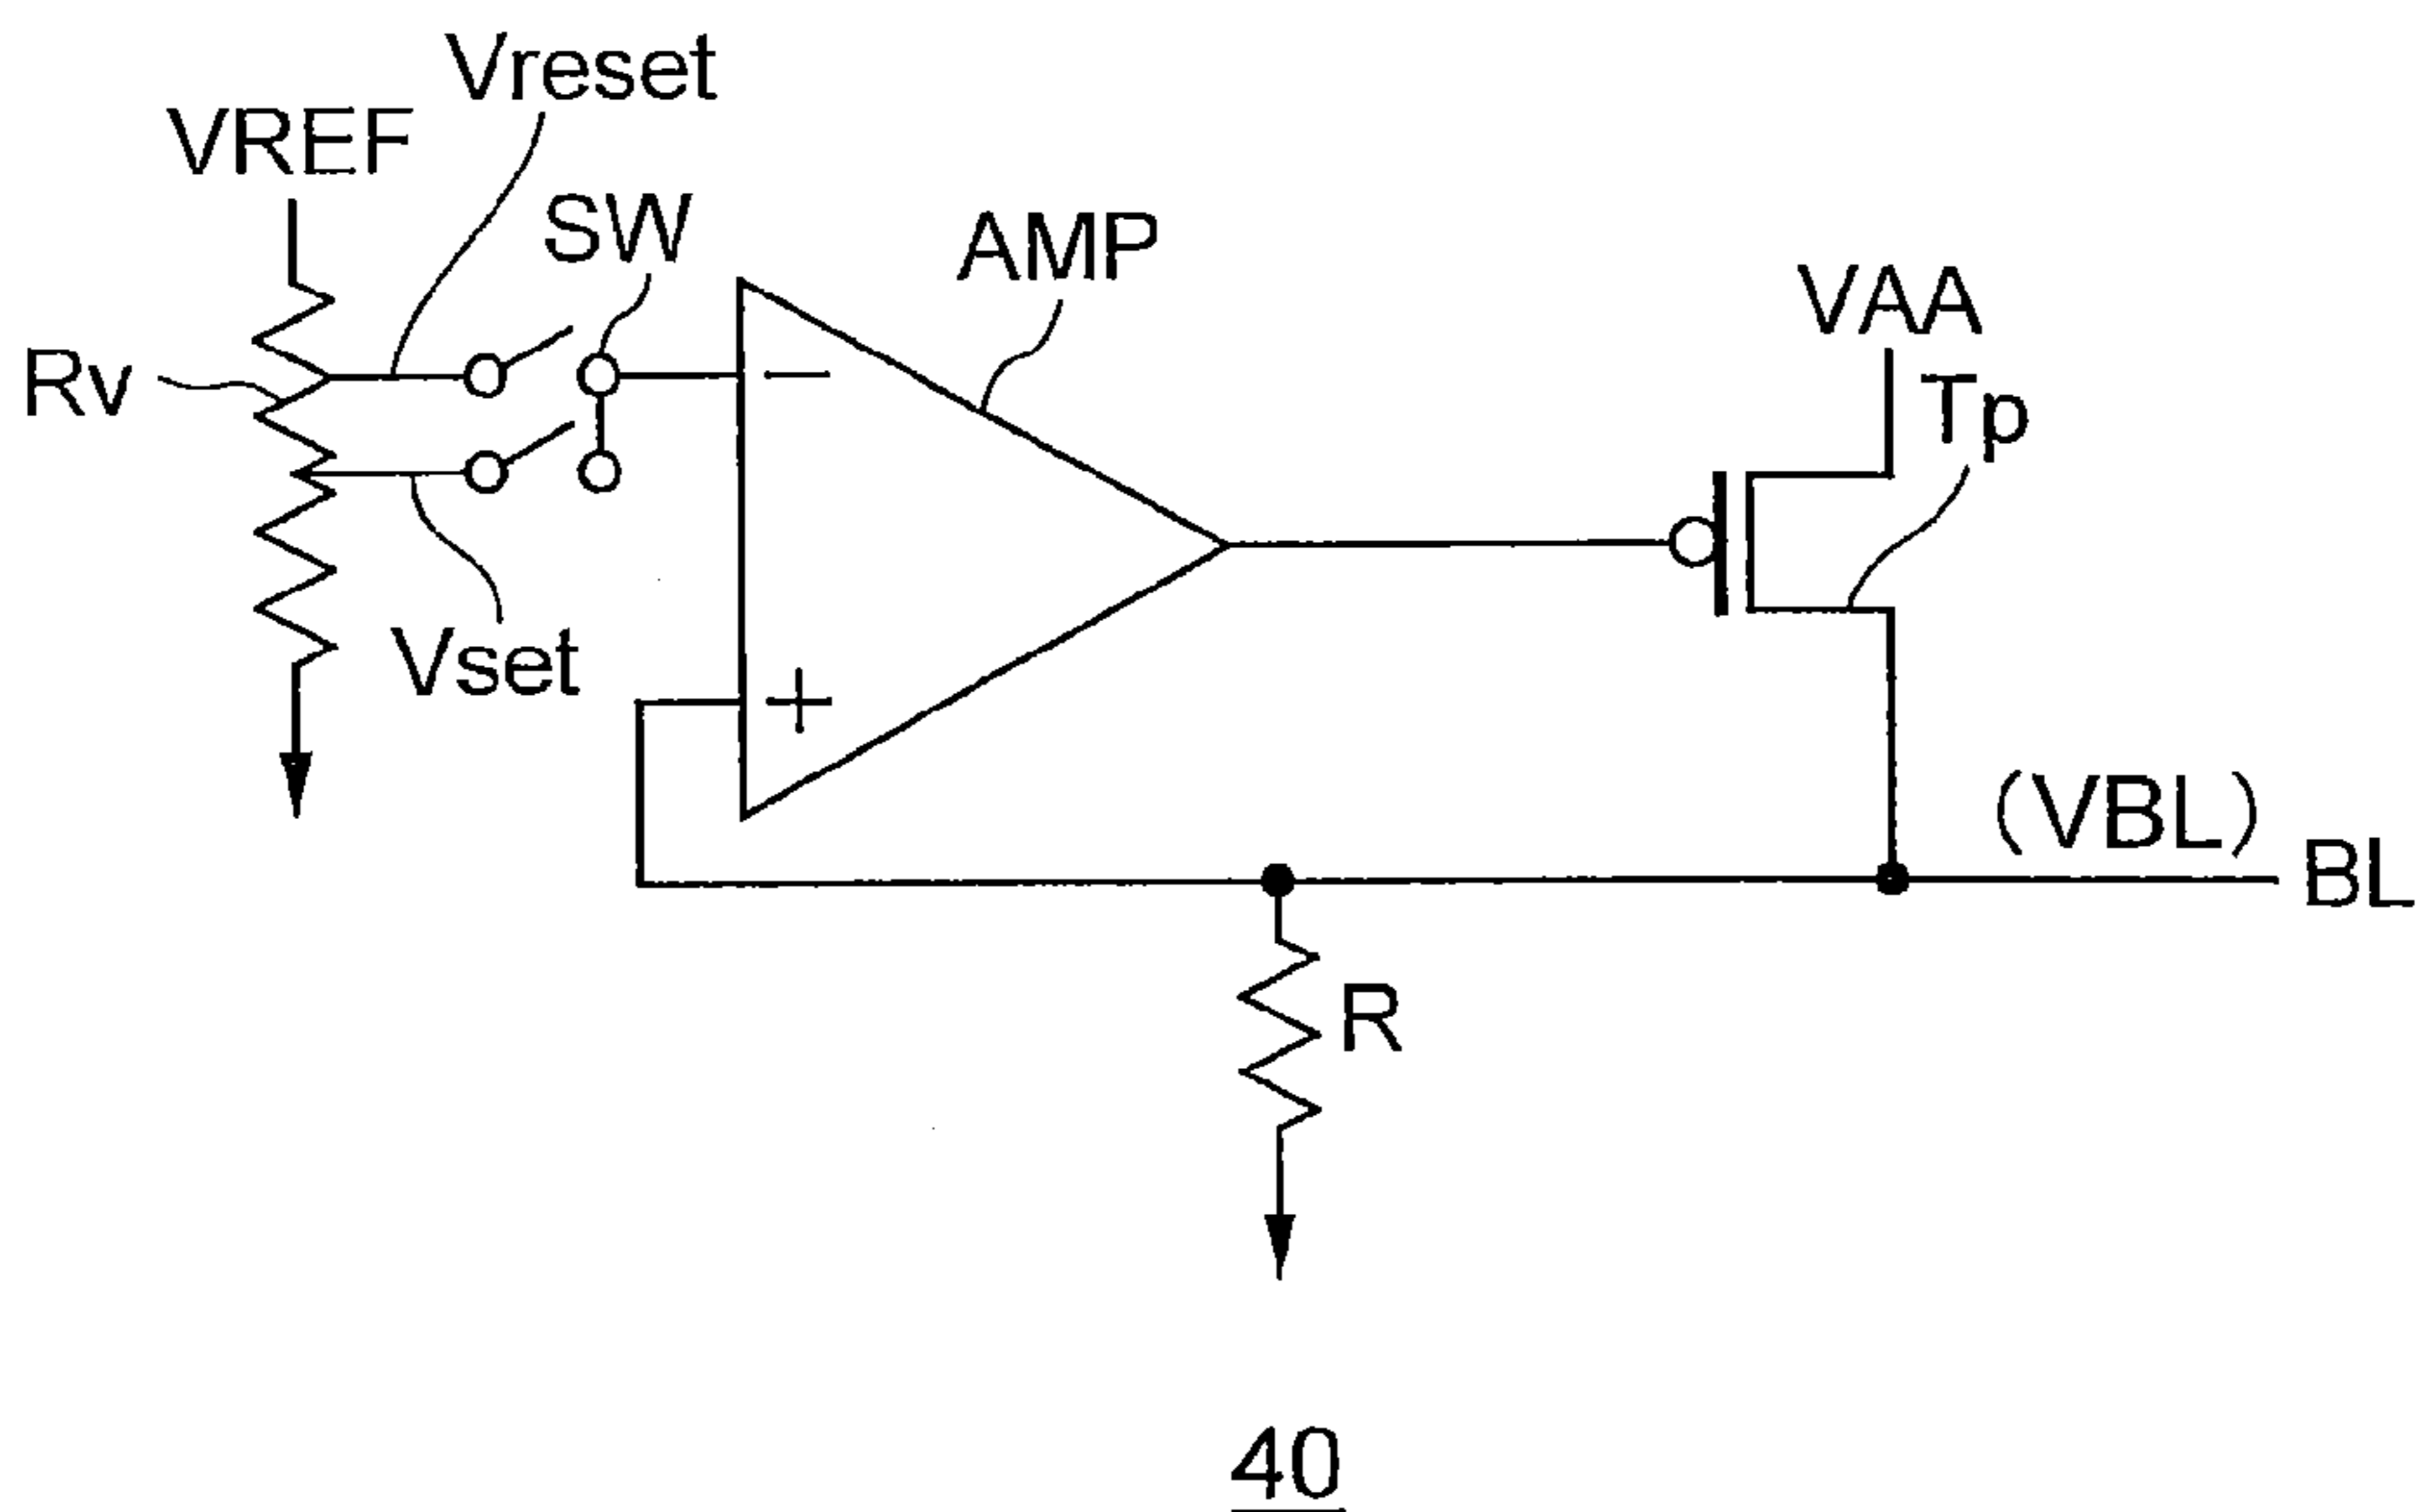 Vreset
VREF
SW
AMP
VAA
Rv
Tp
−
Vset
+
(VBL)
BL
R
40